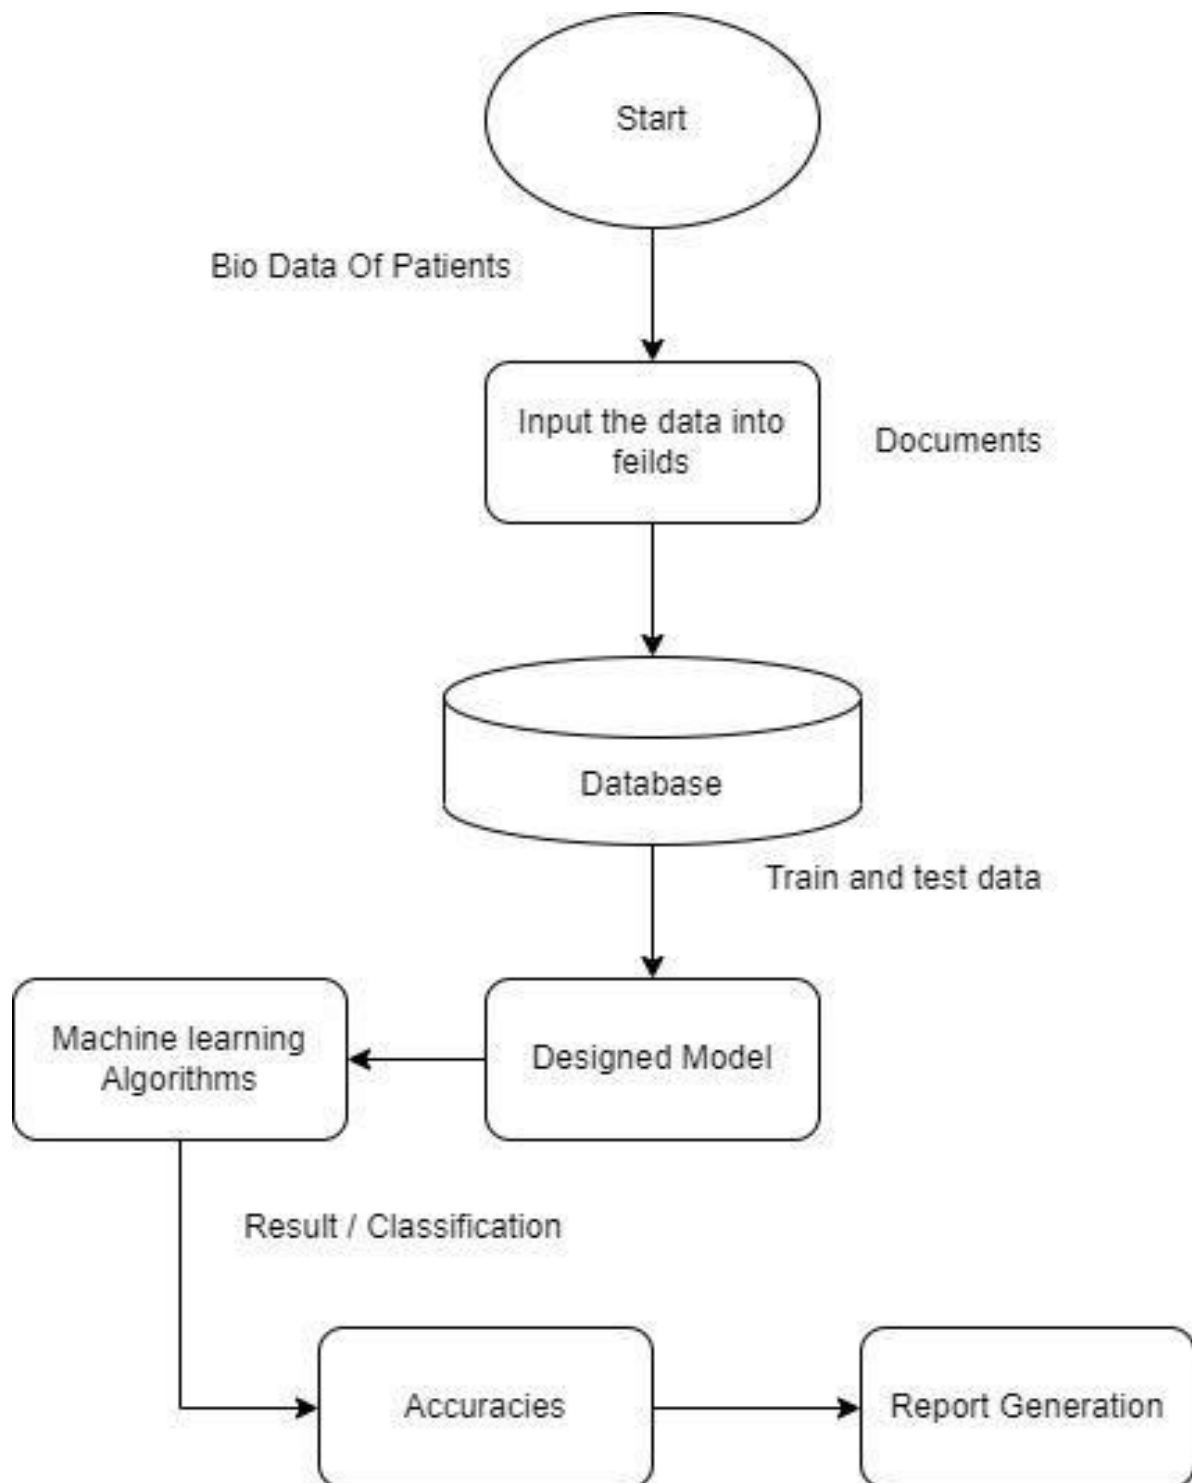 Start
Bio Data Of Patients
Input the data into
feilds
Documents
Database
Train and test data
Machine learning
Algorithms
Designed Model
Result / Classification
Accuracies
Report Generation